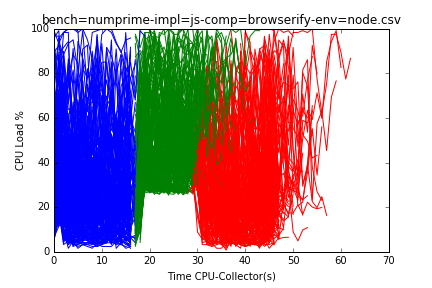 bench=numprime-impl=js-comp=browserify-env=node.csv
100
80
60
40
20
0
CPU Load %
0 10 20 30 40 50 60 70
Time CPU-Collector(s)